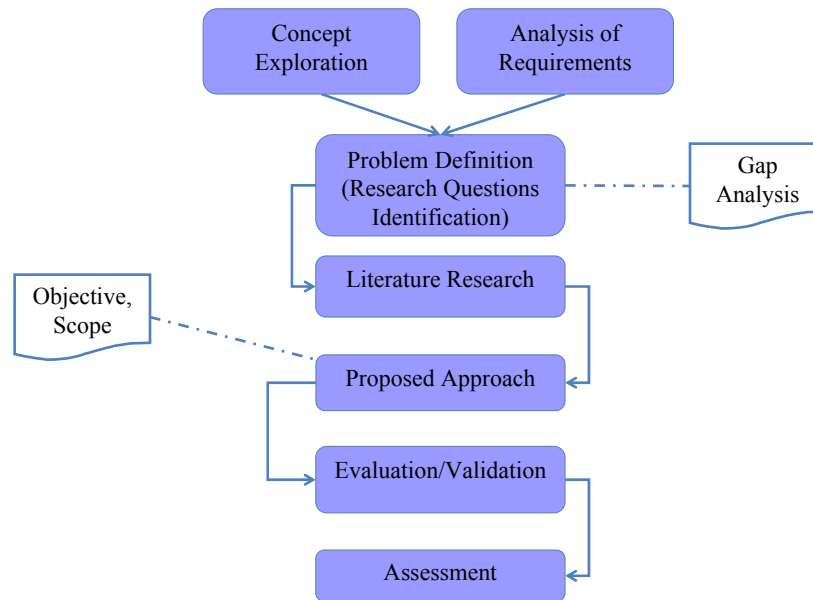 Concept
Exploration
Analysis of
Requirements
Problem Definition
(Research Questions
Identification)
Gap
Analysis
Literature Research
Objective,
Scope
Proposed Approach
Evaluation/Validation
Assessment